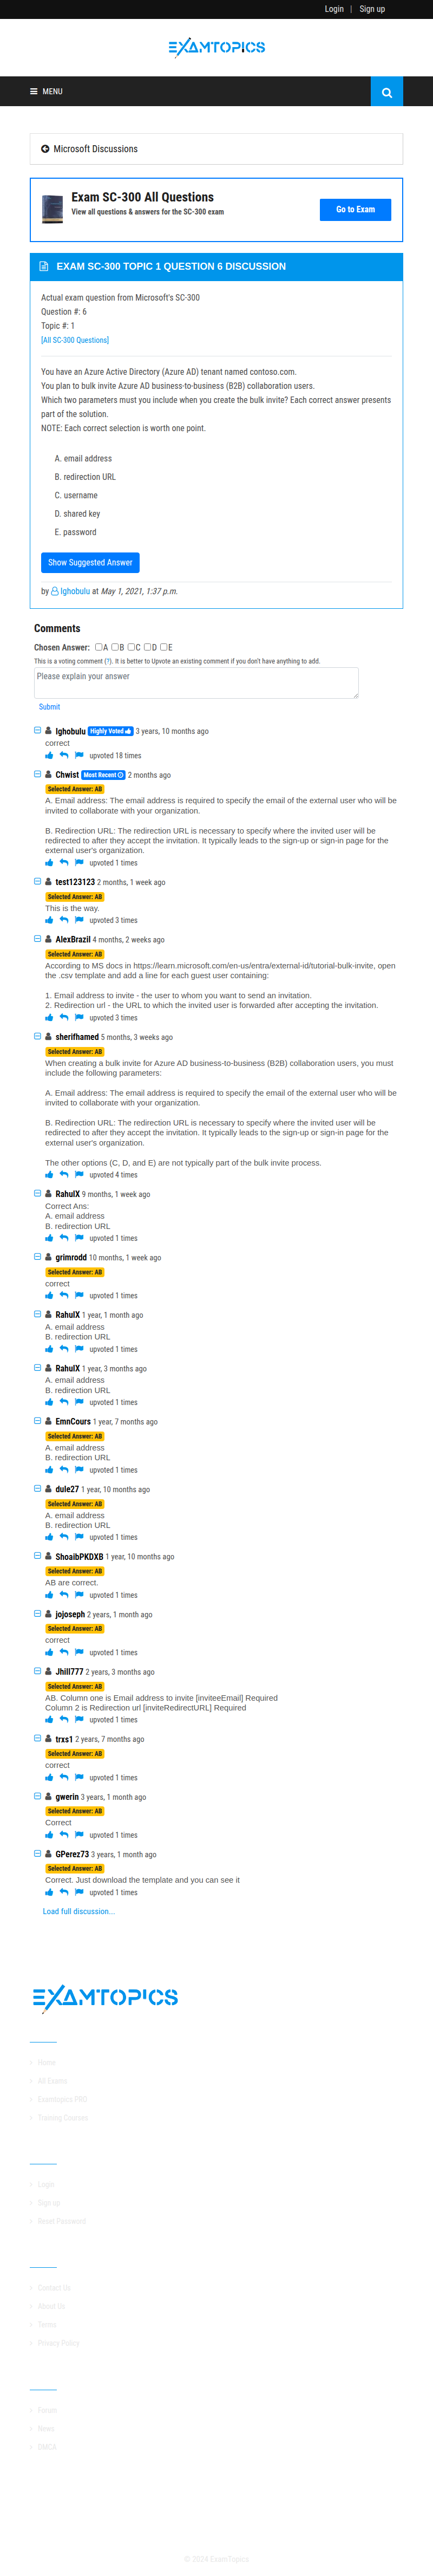 Login | Sign up
EXAMTOPICS
MENU
Microsoft Discussions
Exam SC-300 All Questions
View all questions & answers for the SC-300 exam
Go to Exam
EXAM SC-300 TOPIC 1 QUESTION 6 DISCUSSION
Actual exam question from Microsoft's SC-300
Question #: 6
Topic #: 1
[All SC-300 Questions]
You have an Azure Active Directory (Azure AD) tenant named contoso.com.
You plan to bulk invite Azure AD business-to-business (B2B) collaboration users.
Which two parameters must you include when you create the bulk invite? Each correct answer presents
part of the solution.
NOTE: Each correct selection is worth one point.
A. email address
B. redirection URL
C. username
D. shared key
E. password
Show Suggested Answer
by Ighobulu at May 1, 2021, 1:37 p.m.
Comments
Chosen Answer: A B C D E
This is a voting comment (?). It is better to Upvote an existing comment if you don't have anything to add.
Please explain your answer
Submit
Ighobulu Highly Voted 3 years, 10 months ago
correct
upvoted 18 times
Chwist Most Recent 2 months ago
Selected Answer: AB
A. Email address: The email address is required to specify the email of the external user who will be
invited to collaborate with your organization.
B. Redirection URL: The redirection URL is necessary to specify where the invited user will be
redirected to after they accept the invitation. It typically leads to the sign-up or sign-in page for the
external user's organization.
upvoted 1 times
test123123 2 months, 1 week ago
Selected Answer: AB
This is the way.
upvoted 3 times
AlexBrazil 4 months, 2 weeks ago
Selected Answer: AB
According to MS docs in https://learn.microsoft.com/en-us/entra/external-id/tutorial-bulk-invite, open
the .csv template and add a line for each guest user containing:
1. Email address to invite - the user to whom you want to send an invitation.
2. Redirection url - the URL to which the invited user is forwarded after accepting the invitation.
upvoted 3 times
sherifhamed 5 months, 3 weeks ago
Selected Answer: AB
When creating a bulk invite for Azure AD business-to-business (B2B) collaboration users, you must
include the following parameters:
A. Email address: The email address is required to specify the email of the external user who will be
invited to collaborate with your organization.
B. Redirection URL: The redirection URL is necessary to specify where the invited user will be
redirected to after they accept the invitation. It typically leads to the sign-up or sign-in page for the
external user's organization.
The other options (C, D, and E) are not typically part of the bulk invite process.
upvoted 4 times
RahulX 9 months, 1 week ago
Correct Ans:
A. email address
B. redirection URL
upvoted 1 times
grimrodd 10 months, 1 week ago
Selected Answer: AB
correct
upvoted 1 times
RahulX 1 year, 1 month ago
A. email address
B. redirection URL
upvoted 1 times
RahulX 1 year, 3 months ago
A. email address
B. redirection URL
upvoted 1 times
EmnCours 1 year, 7 months ago
Selected Answer: AB
A. email address
B. redirection URL
upvoted 1 times
dule27 1 year, 10 months ago
Selected Answer: AB
A. email address
B. redirection URL
upvoted 1 times
ShoaibPKDXB 1 year, 10 months ago
Selected Answer: AB
AB are correct.
upvoted 1 times
jojoseph 2 years, 1 month ago
Selected Answer: AB
correct
upvoted 1 times
Jhill777 2 years, 3 months ago
Selected Answer: AB
AB. Column one is Email address to invite [inviteeEmail] Required
Column 2 is Redirection url [inviteRedirectURL] Required
upvoted 1 times
trxs1 2 years, 7 months ago
Selected Answer: AB
correct
upvoted 1 times
gwerin 3 years, 1 month ago
Selected Answer: AB
Correct
upvoted 1 times
GPerez73 3 years, 1 month ago
Selected Answer: AB
Correct. Just download the template and you can see it
upvoted 1 times
Load full discussion...
EXAMTOPICS
Home
All Exams
Examtopics PRO
Training Courses
Login
Sign up
Reset Password
Contact Us
About Us
Terms
Privacy Policy
Forum
News
DMCA
© 2024 ExamTopics